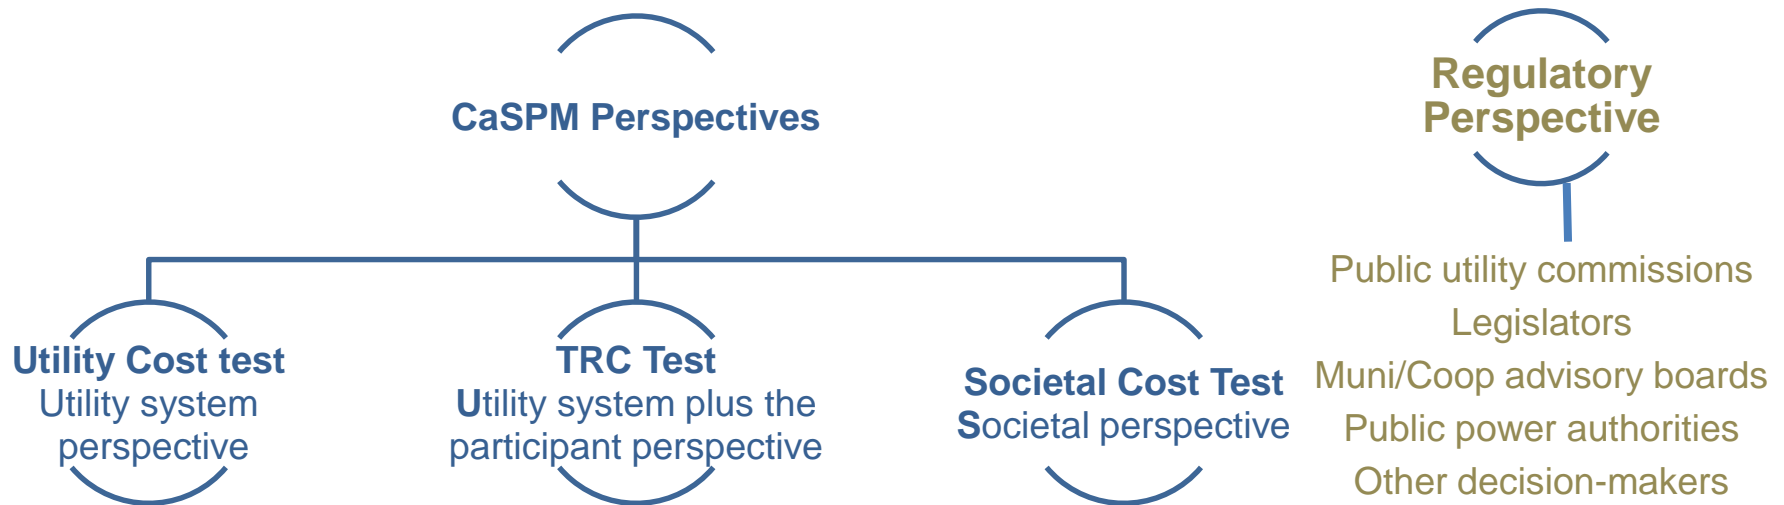 CaSPM Perspectives
Utility Cost test
Utility system
perspective
TRC Test
Utility system plus the
participant perspective
Societal Cost Test
Societal perspective
Regulatory
Perspective
Public utility commissions
Legislators
Muni/Coop advisory boards
Public power authorities
Other decision-makers